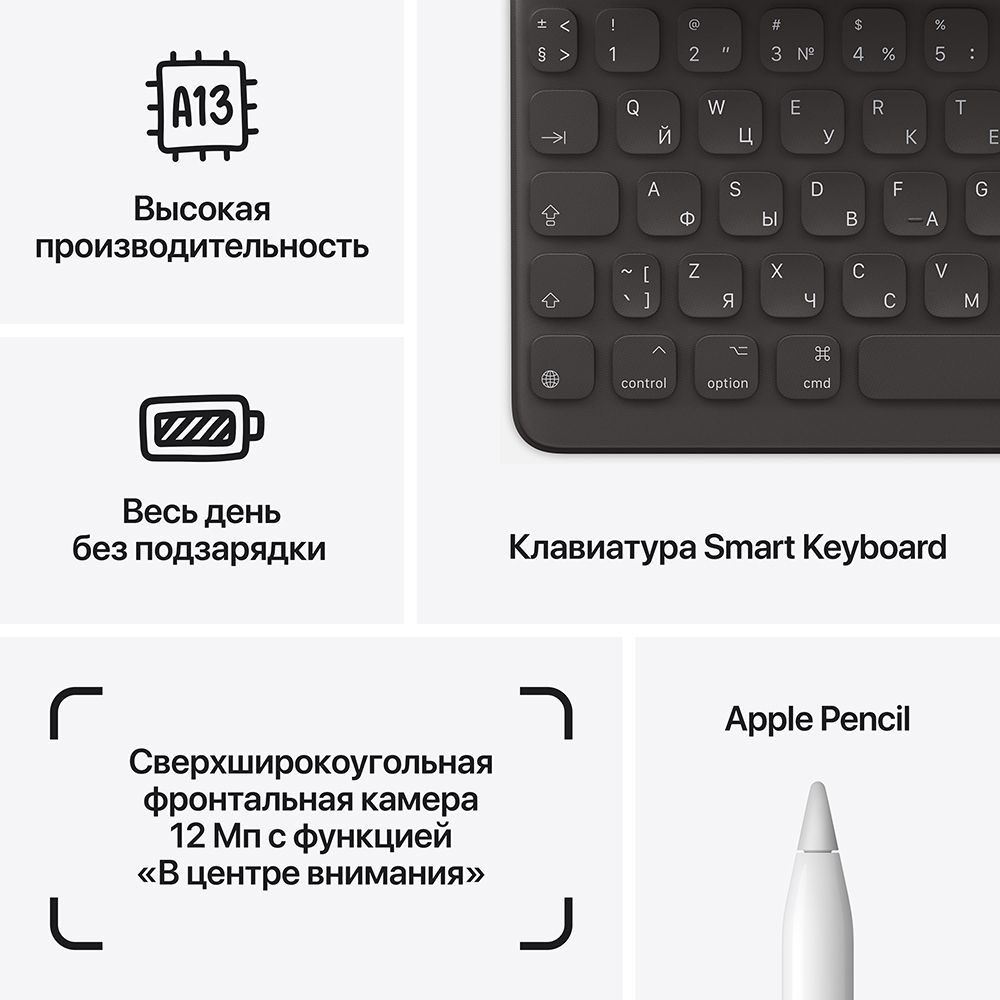 A13
Высокая
производительность
± < ! @ # $ %
§ > 1 2 " 3 № 4 % 5 :
Q W E R T
Й Ц У К Е
A S D F G
Ф Ы В А
~ [ Z X C V
` ] Я Ч С М
control option cmd
Весь день
без подзарядки
Клавиатура Smart Keyboard
Сверхширокоугольная
фронтальная камера
12 Мп с функцией
«В центре внимания»
Apple Pencil